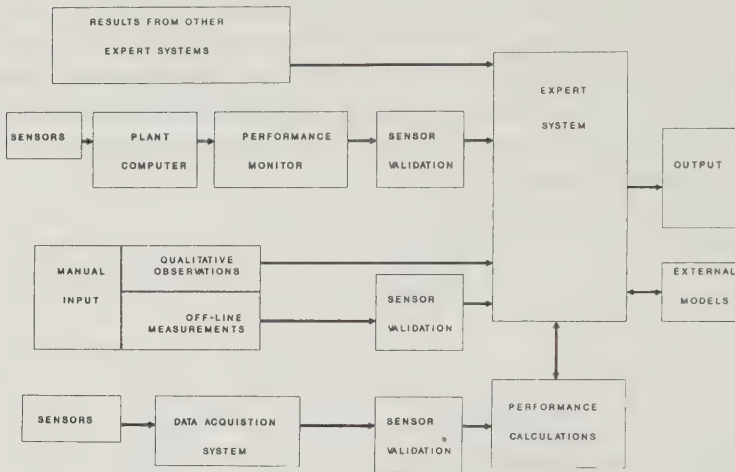 RESULTS FROM OTHER
EXPERT SYSTEMS
EXPERT
SYSTEM
SENSORS
PLANT
COMPUTER
PERFORMANCE
MONITOR
SENSOR
VALIDATION
OUTPUT
MANUAL
INPUT
QUALITATIVE
OBSERVATIONS
OFF-LINE
MEASUREMENTS
SENSOR
VALIDATION
EXTERNAL
MODELS
SENSORS
DATA ACQUISTION
SYSTEM
SENSOR
VALIDATION
PERFORMANCE
CALCULATIONS